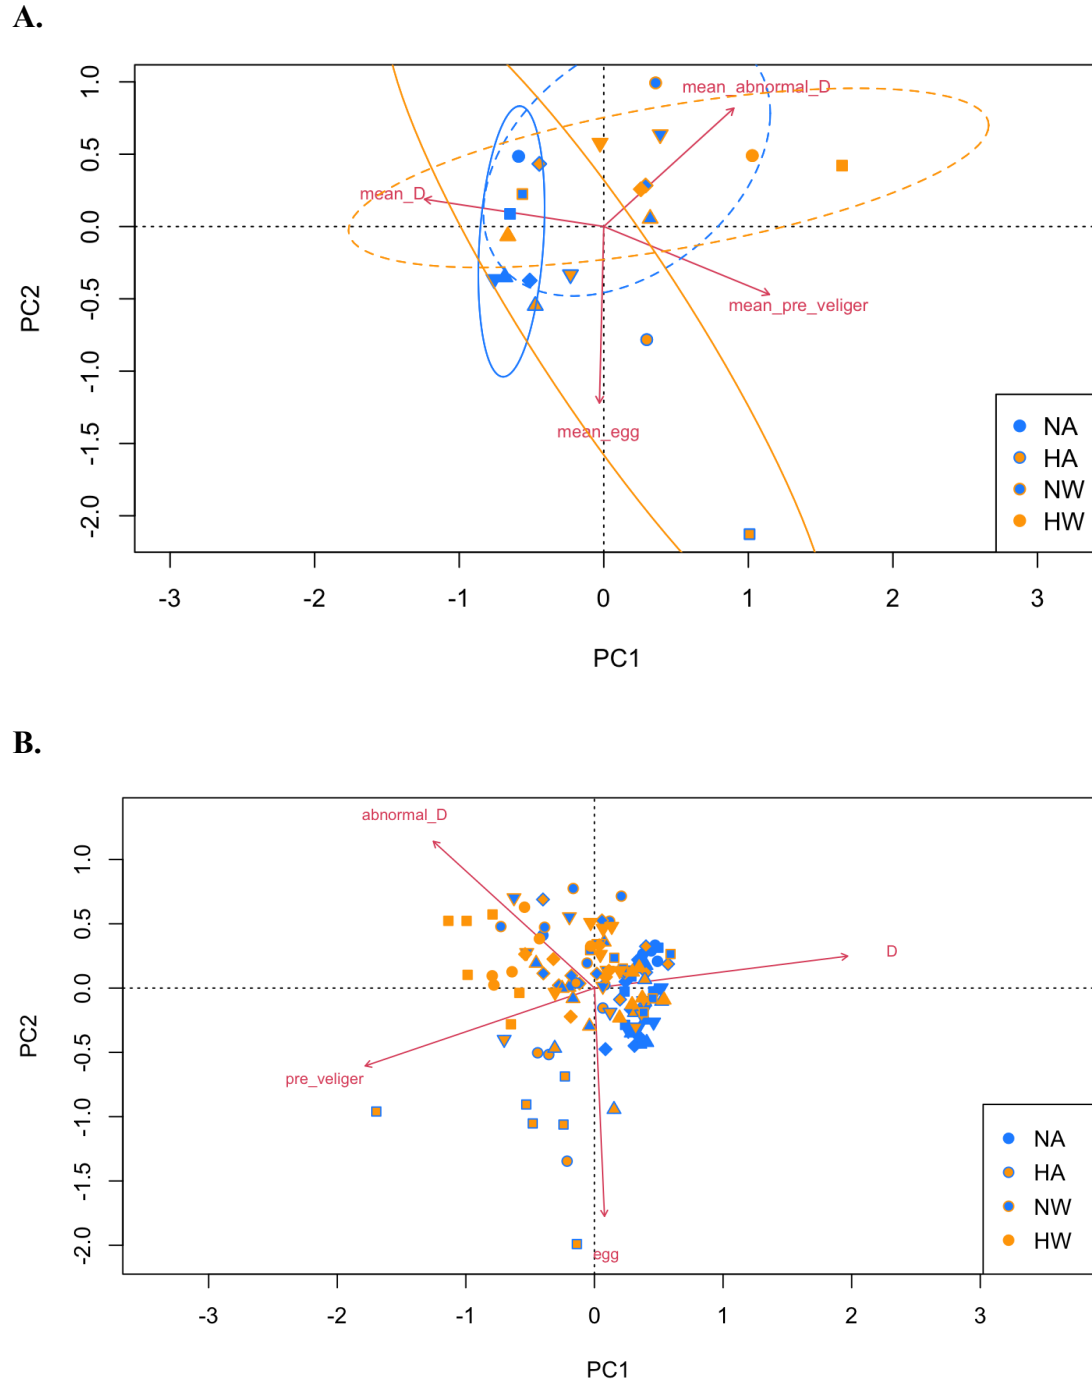 A.
PC2
1.0
0.5
0.0
-0.5
-1.0
-1.5
-2.0
mean_abnormal_D
mean_D
mean_pre_veliger
mean_egg
NA
HA
NW
HW
-3 -2 -1 0 1 2 3
PC1
B.
PC2
1.0
0.5
0.0
-0.5
-1.0
-1.5
-2.0
abnormal_D
D
pre_veliger
egg
NA
HA
NW
HW
-3 -2 -1 0 1 2 3
PC1